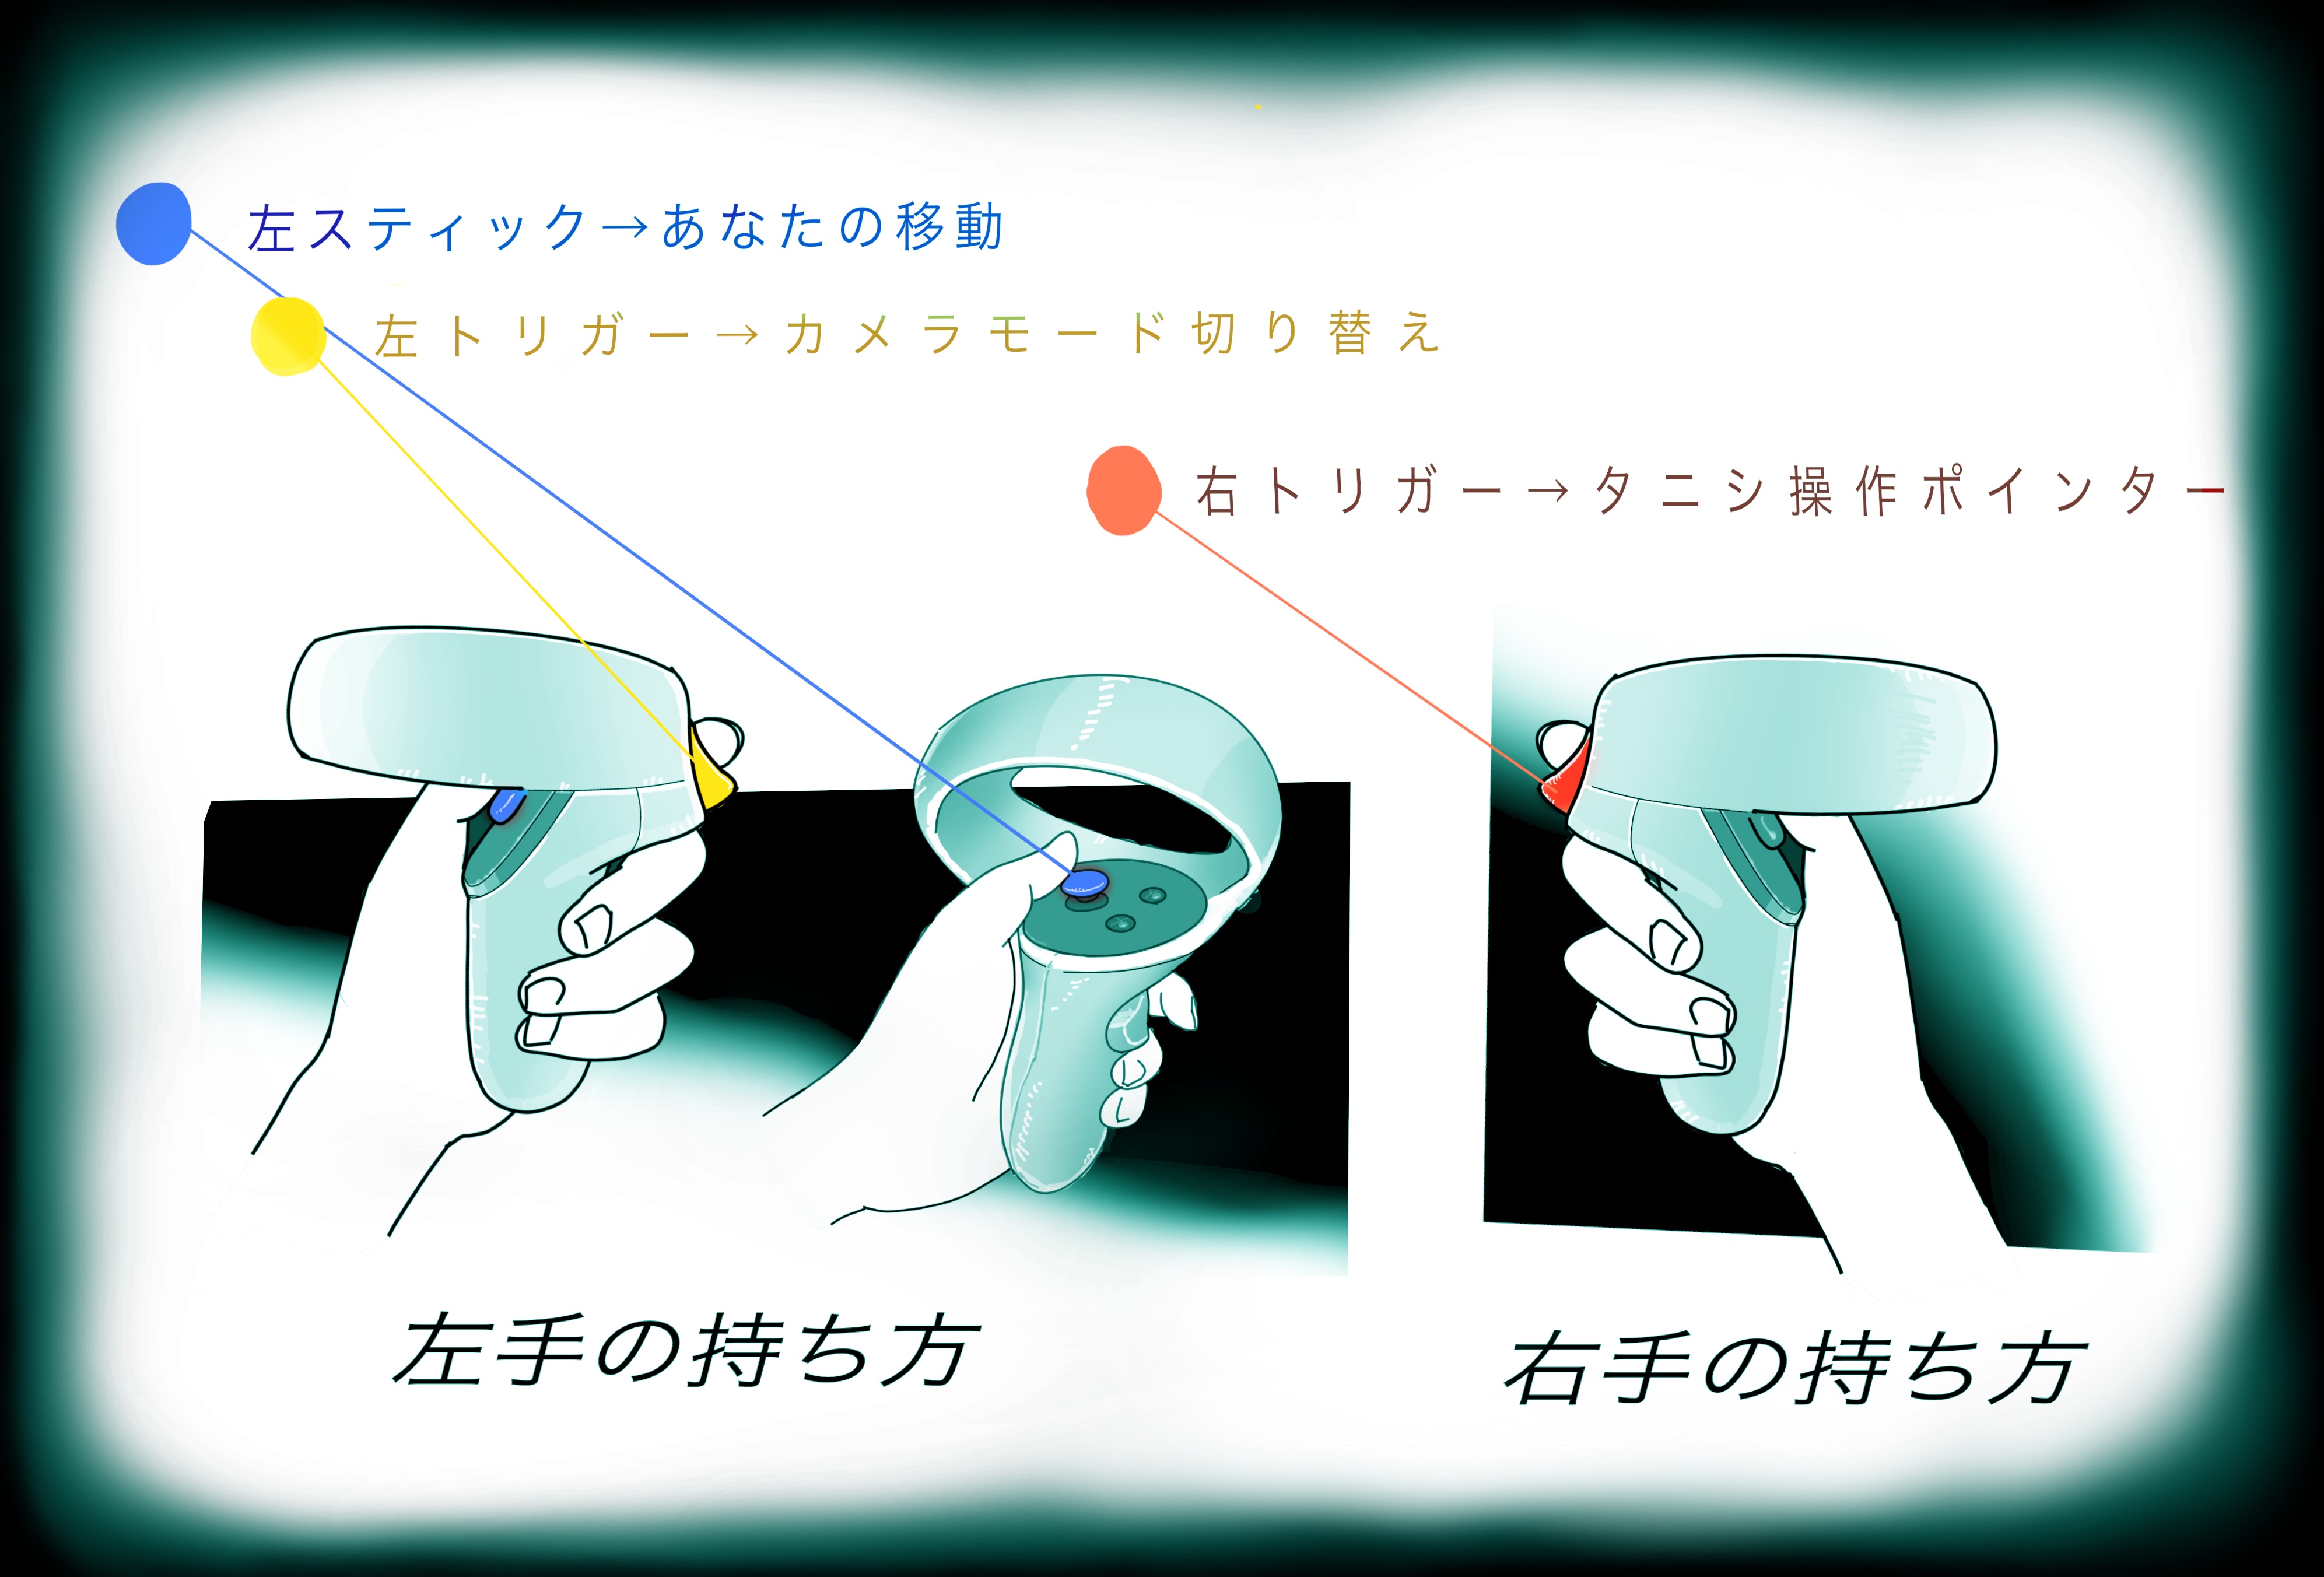 左スティック→あなたの移動
左トリガー→カメラモード切り替え
右トリガー→タニシ操作ポインター
左手の持ち方
右手の持ち方